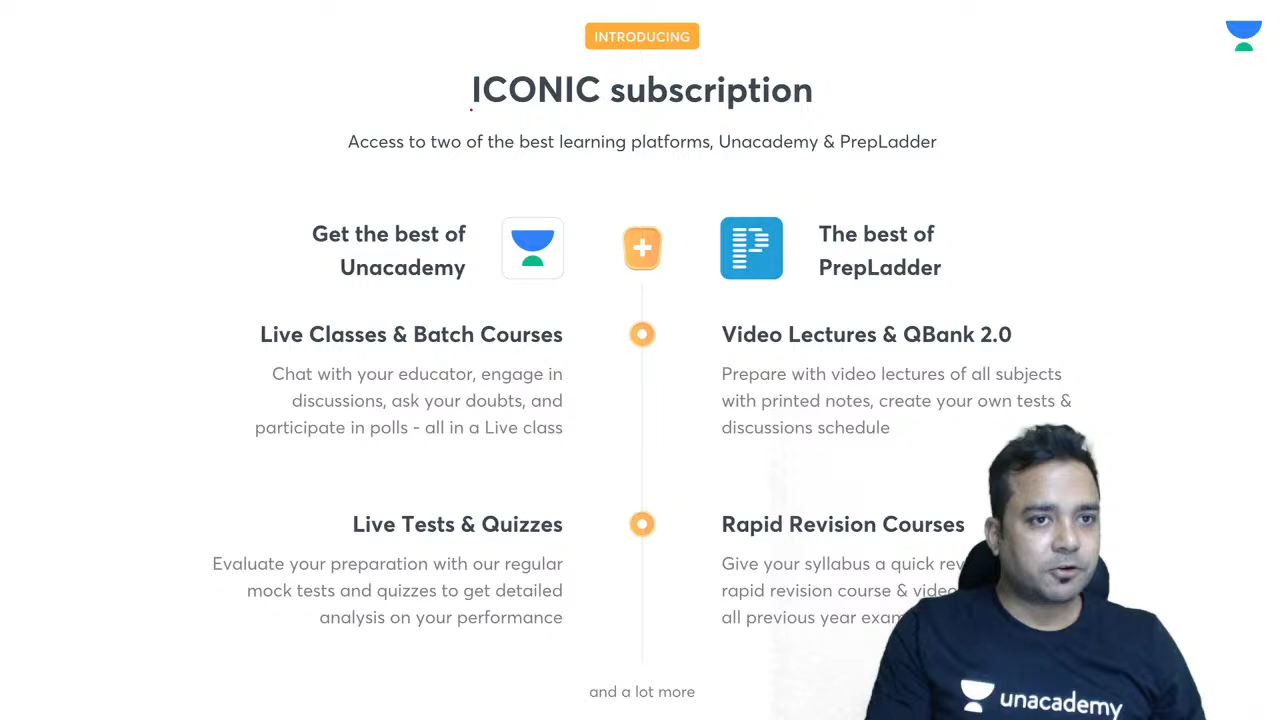 INTRODUCING
ICONIC subscription
Access to two of the best learning platforms, Unacademy & PrepLadder
Get the best of
Unacademy
The best of
PrepLadder
Live Classes & Batch Courses
Chat with your educator, engage in
discussions, ask your doubts, and
participate in polls - all in a Live class
Video Lectures & QBank 2.0
Prepare with video lectures of all subjects
with printed notes, create your own tests &
discussions schedule
Live Tests & Quizzes
Evaluate your preparation with our regular
mock tests and quizzes to get detailed
analysis on your performance
Rapid Revision Courses
Give your syllabus a quick
rapid revision course &
all previous year
and a lot more
unacademy